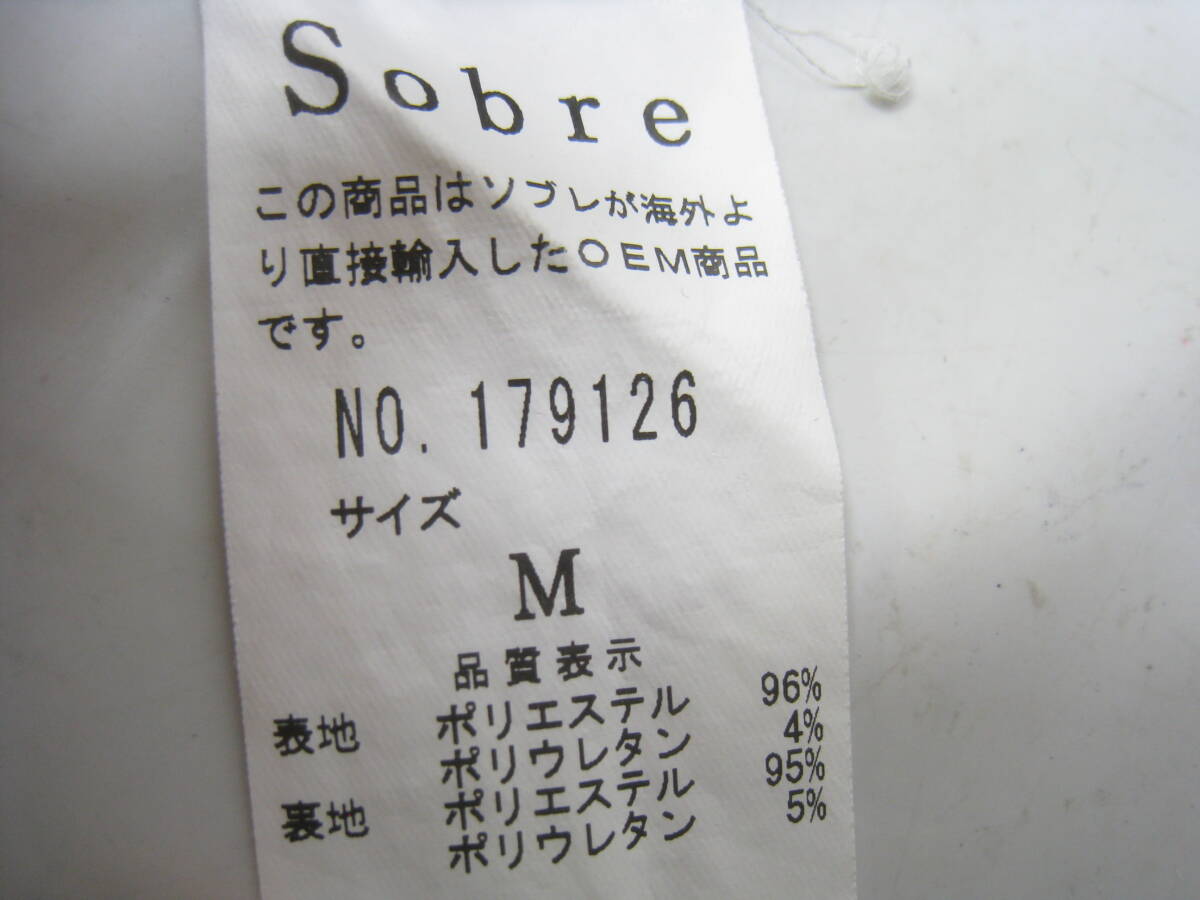 Sobre
この商品はソブレが海外よ
り直接輸入したOEM商品
です。
NO. 179126
サイズ
M
品質表示
表地 ポリエステル 96%
ポリウレタン 4%
裏地 ポリエステル 95%
ポリウレタン 5%